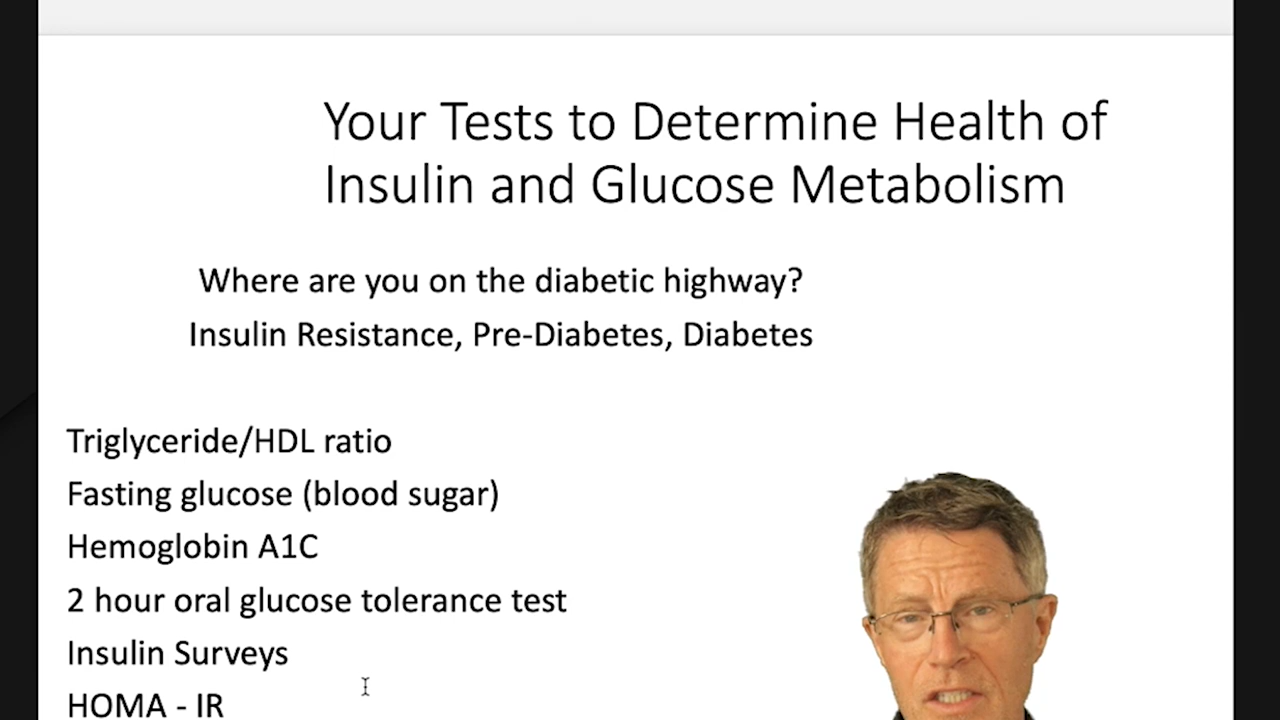 Your Tests to Determine Health of
Insulin and Glucose Metabolism
Where are you on the diabetic highway?
Insulin Resistance, Pre-Diabetes, Diabetes
Triglyceride/HDL ratio
Fasting glucose (blood sugar)
Hemoglobin A1C
2 hour oral glucose tolerance test
Insulin Surveys
HOMA - IR